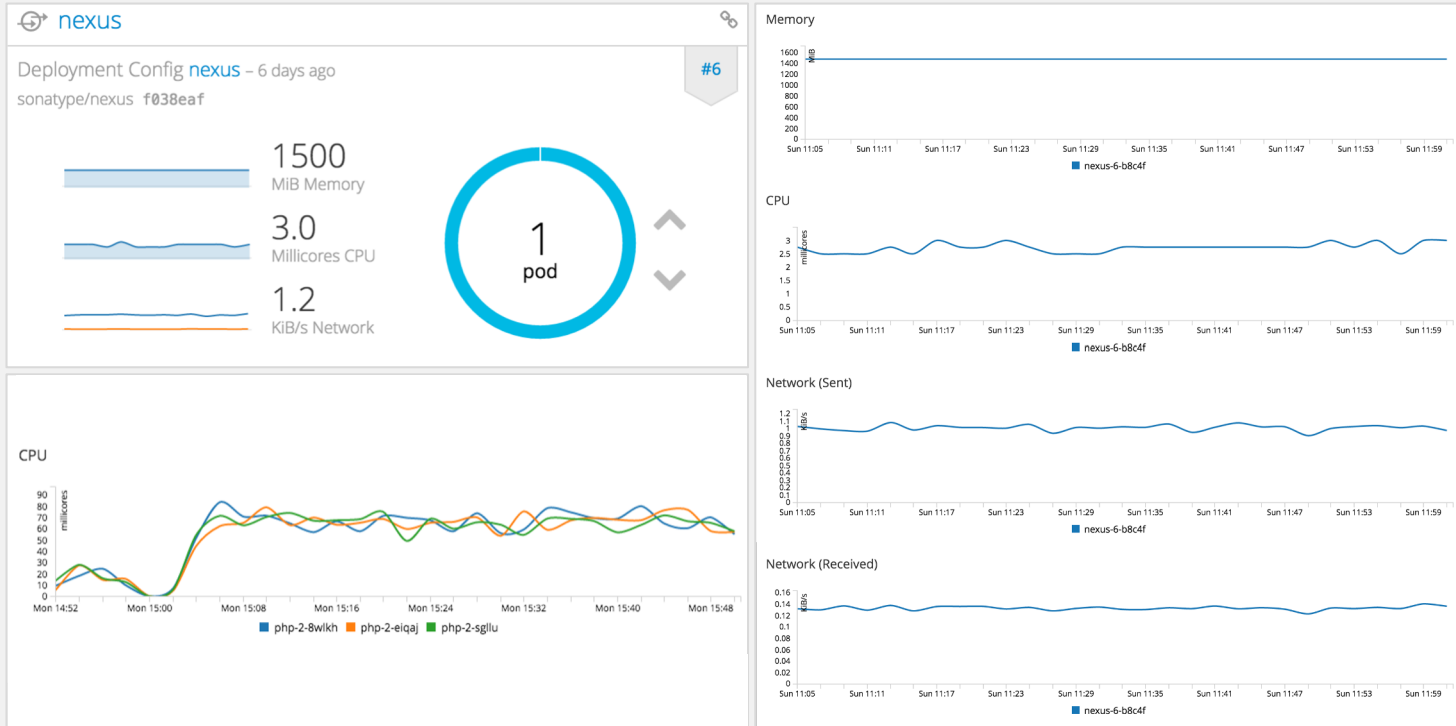 nexus
Deployment Config nexus – 6 days ago
#6
sonatype/nexus f038eaf
1500
MiB Memory
3.0
Millicores CPU
1.2
KiB/s Network
1
pod
CPU
millicores
90
80
70
60
50
40
30
20
10
0
Mon 14:52 Mon 15:00 Mon 15:08 Mon 15:16 Mon 15:24 Mon 15:32 Mon 15:40 Mon 15:48
php-2-8wlkh php-2-eiqaj php-2-sgllu
Memory
MiB
1600
1400
1200
1000
800
600
400
200
0
Sun 11:05 Sun 11:11 Sun 11:17 Sun 11:23 Sun 11:29 Sun 11:35 Sun 11:41 Sun 11:47 Sun 11:53 Sun 11:59
nexus-6-b8c4f
CPU
millicores
3
2.5
2
1.5
1
0.5
0
Sun 11:05 Sun 11:11 Sun 11:17 Sun 11:23 Sun 11:29 Sun 11:35 Sun 11:41 Sun 11:47 Sun 11:53 Sun 11:59
nexus-6-b8c4f
Network (Sent)
KiB/s
1.2
1.1
1
0.9
0.8
0.7
0.6
0.5
0.4
0.3
0.2
0.1
0
Sun 11:05 Sun 11:11 Sun 11:17 Sun 11:23 Sun 11:29 Sun 11:35 Sun 11:41 Sun 11:47 Sun 11:53 Sun 11:59
nexus-6-b8c4f
Network (Received)
KiB/s
0.16
0.14
0.12
0.1
0.08
0.06
0.04
0.02
0
Sun 11:05 Sun 11:11 Sun 11:17 Sun 11:23 Sun 11:29 Sun 11:35 Sun 11:41 Sun 11:47 Sun 11:53 Sun 11:59
nexus-6-b8c4f